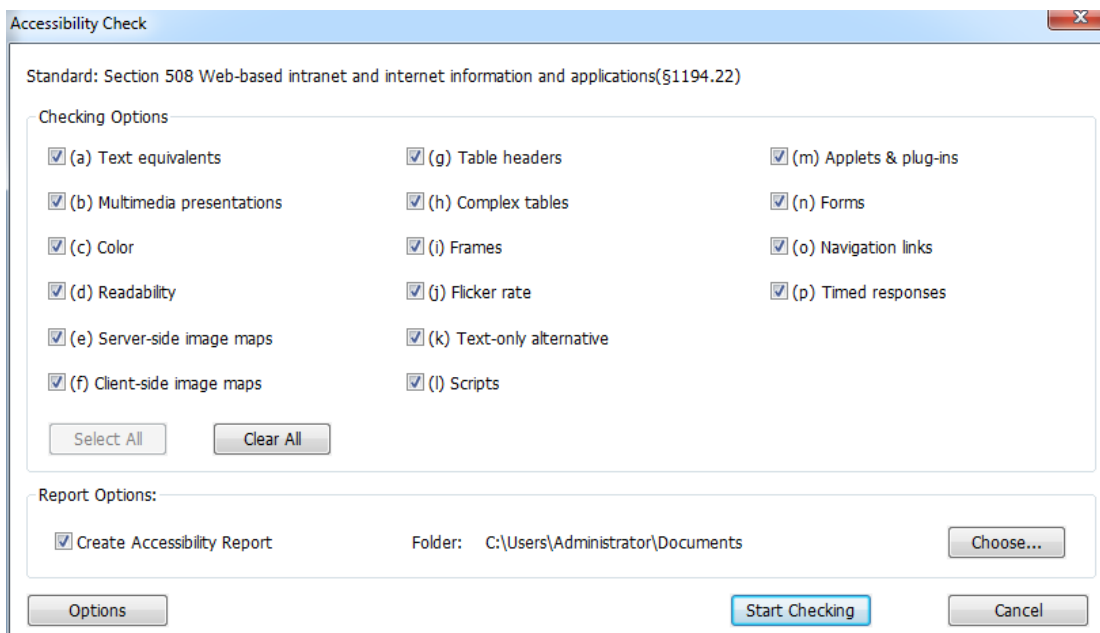 Accessibility Check
Standard: Section 508 Web-based intranet and internet information and applications(§1194.22)
Checking Options
(a) Text equivalents
(b) Multimedia presentations
(c) Color
(d) Readability
(e) Server-side image maps
(f) Client-side image maps
(g) Table headers
(h) Complex tables
(i) Frames
(j) Flicker rate
(k) Text-only alternative
(l) Scripts
(m) Applets & plug-ins
(n) Forms
(o) Navigation links
(p) Timed responses
Select All
Clear All
Report Options:
Create Accessibility Report
Folder: C:\Users\Administrator\Documents
Choose...
Options
Start Checking
Cancel